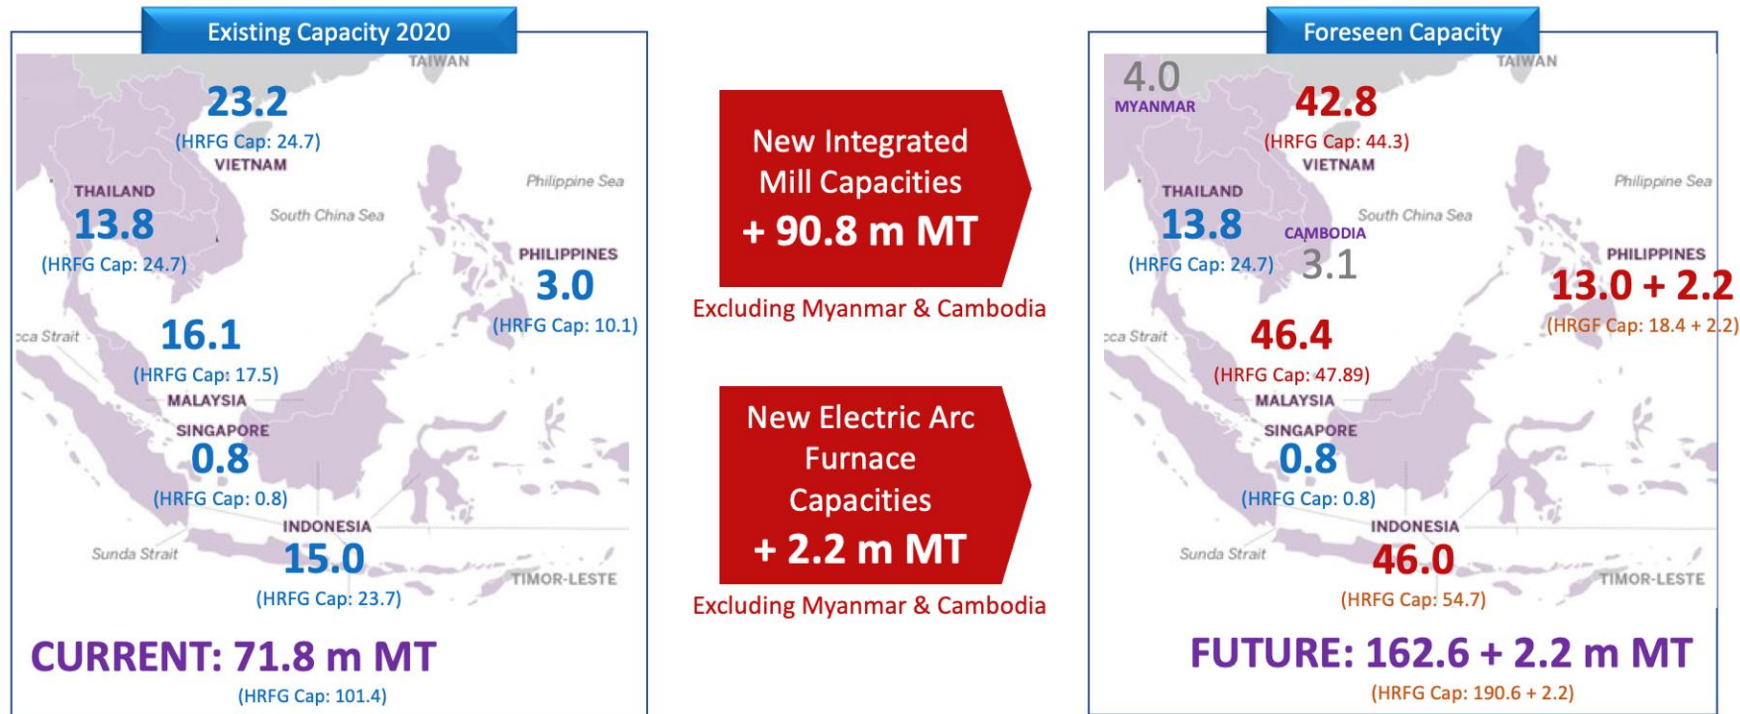 Existing Capacity 2020
TAIWAN
23.2
(HRFG Cap: 24.7)
VIETNAM
THAILAND
13.8
(HRFG Cap: 24.7)
Philippine Sea
South China Sea
PHILIPPINES
3.0
(HRFG Cap: 10.1)
cca Strait
16.1
(HRFG Cap: 17.5)
MALAYSIA
SINGAPORE
0.8
(HRFG Cap: 0.8)
INDONESIA
Sunda Strait
15.0
(HRFG Cap: 23.7)
TIMOR-LESTE
CURRENT: 71.8 m MT
(HRFG Cap: 101.4)
New Integrated
Mill Capacities
+ 90.8 m MT
Excluding Myanmar & Cambodia
New Electric Arc
Furnace
Capacities
+ 2.2 m MT
Excluding Myanmar & Cambodia
Foreseen Capacity
TAIWAN
4.0
MYANMAR
42.8
(HRFG Cap: 44.3)
VIETNAM
THAILAND
13.8
(HRFG Cap: 24.7)
Philippine Sea
South China Sea
CAMBODIA
3.1
PHILIPPINES
13.0 + 2.2
(HRGF Cap: 18.4 + 2.2)
cca Strait
46.4
(HRFG Cap: 47.89)
MALAYSIA
SINGAPORE
0.8
(HRFG Cap: 0.8)
INDONESIA
Sunda Strait
46.0
(HRFG Cap: 54.7)
TIMOR-LESTE
FUTURE: 162.6 + 2.2 m MT
(HRFG Cap: 190.6 + 2.2)